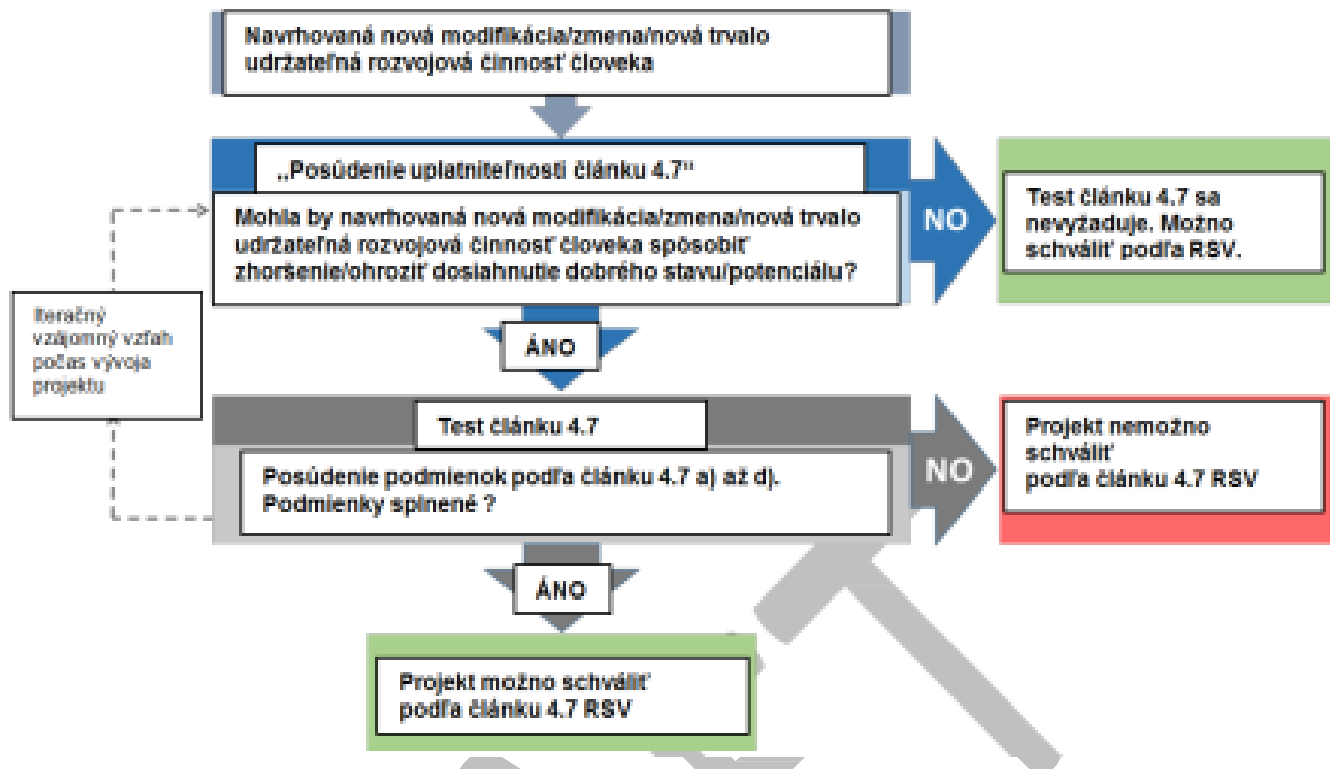 Navrhovaná nová modifikácia/zmena/nová trvalo
udržateľná rozvojová činnosť človeka
„Posúdenie uplatniteľnosti článku 4.7“
Mohla by navrhovaná nová modifikácia/zmena/nová trvalo
udržateľná rozvojová činnosť človeka spôsobiť
zhoršenie/ohroziť dosiahnutie dobrého stavu/potenciálu?
NO
Test článku 4.7 sa
nevyžaduje. Možno
schváliť podľa RSV.
Iteračný
vzájomný vzťah
počas vývoja
projektu
ÁNO
Test článku 4.7
Posúdenie podmienok podľa článku 4.7 a) až d).
Podmienky splnené ?
NO
Projekt nemožno
schváliť
podľa článku 4.7 RSV
ÁNO
Projekt možno schváliť
podľa článku 4.7 RSV